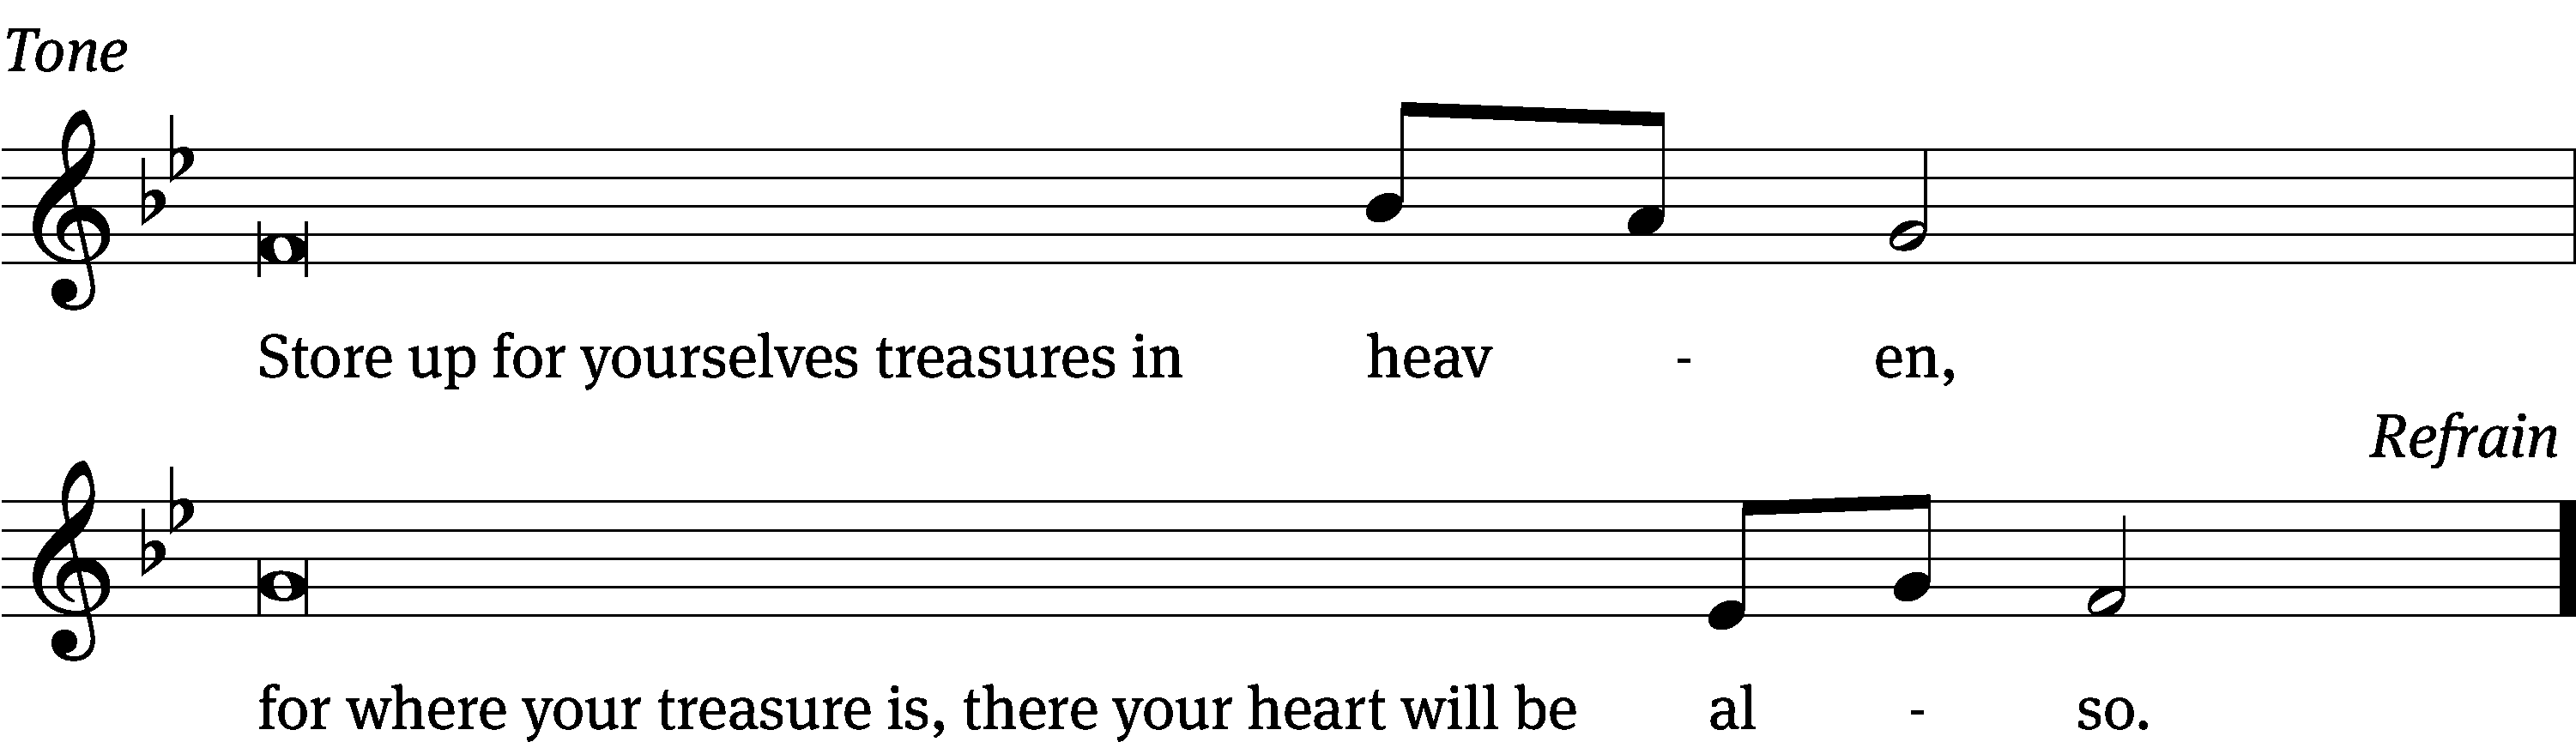 Tone
Store up for yourselves treasures in heav - en,
Refrain
for where your treasure is, there your heart will be al - so.